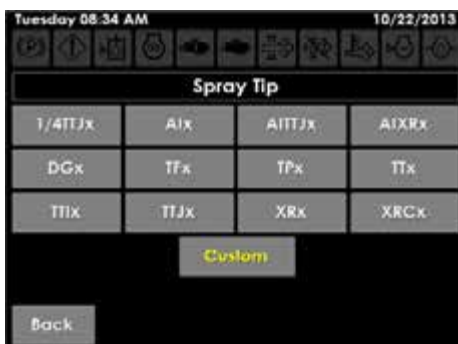 Tuesday 08:34 AM 10/22/2013
Spray Tip
1/4TTJx AIx AITTJx AIXRx
DGx TFx TPx TTx
TTIx TTJx XRx XRCx
Custom
Back